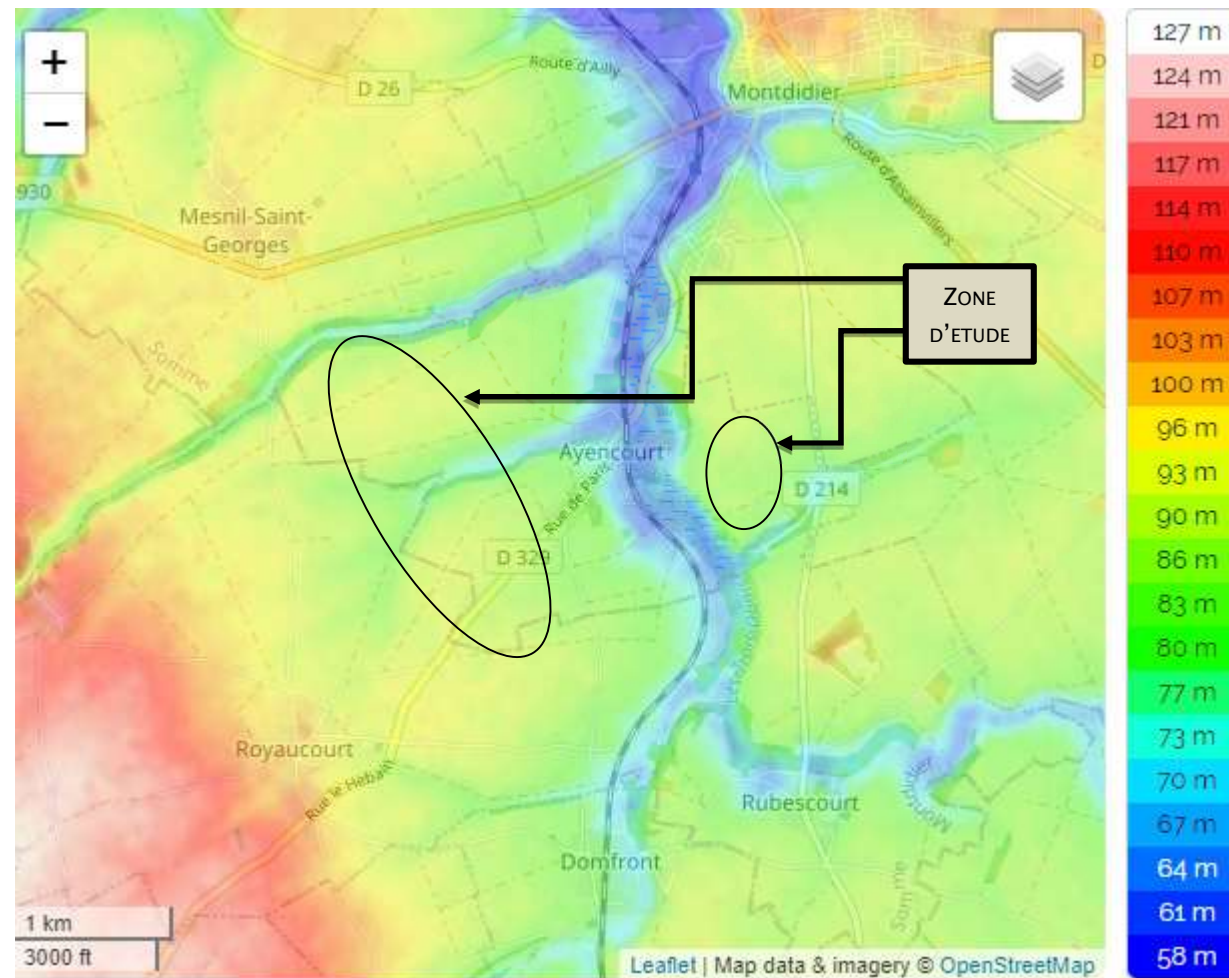 +
−
Route d'Ailly
D 26
Montdidier
D
930
Route d'Assainvillers
Mesnil-Saint-
Georges
ZONE
D'ETUDE
Somme
Ayencourt
Rue de Paris
D 214
D 329
Royaucourt
Rue le Hebain
Rubescourt
Domfront
Somme
1 km
3000 ft
Leaflet | Map data & imagery © OpenStreetMap
127 m
124 m
121 m
117 m
114 m
110 m
107 m
103 m
100 m
96 m
93 m
90 m
86 m
83 m
80 m
77 m
73 m
70 m
67 m
64 m
61 m
58 m